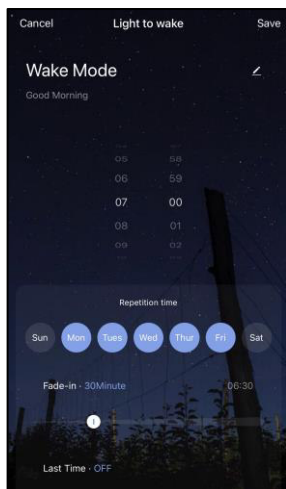 Cancel Light to wake Save
Wake Mode
Good Morning
05 58
06 59
07 00
08 01
09 02
Repetition time
Sun Mon Tues Wed Thur Fri Sat
Fade-in · 30Minute 06:30
Last Time · OFF